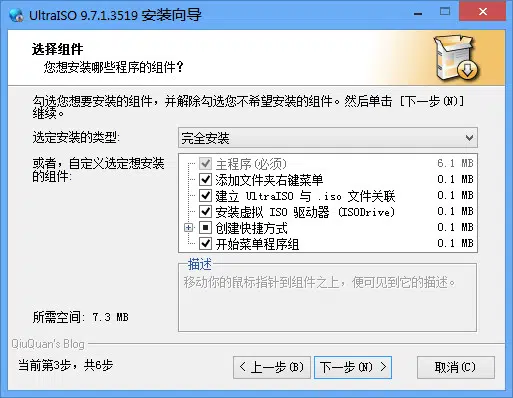 UltraISO 9.7.1.3519 安装向导
选择组件
您想安装哪些程序的组件?
勾选您想要安装的组件，并解除勾选您不希望安装的组件。然后单击 [下一步(N)]
继续。
选定安装的类型:
完全安装
或者，自定义选定想安装
的组件:
主程序(必须) 6.1 MB
添加文件夹右键菜单 0.1 MB
建立 UltraISO 与 .iso 文件关联 0.1 MB
安装虚拟 ISO 驱动器 (ISODrive) 0.1 MB
创建快捷方式 0.1 MB
开始菜单程序组 0.1 MB
描述
移动你的鼠标指针到组件之上，便可见到它的描述。
所需空间: 7.3 MB
QiuQuan's Blog
当前第3步，共6步
< 上一步(B)
下一步(N) >
取消(C)